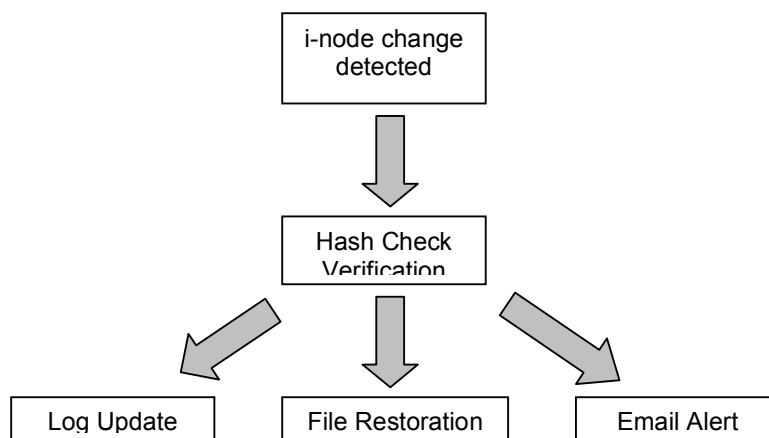 i-node change
detected
Hash Check
Verification
Log Update
File Restoration
Email Alert